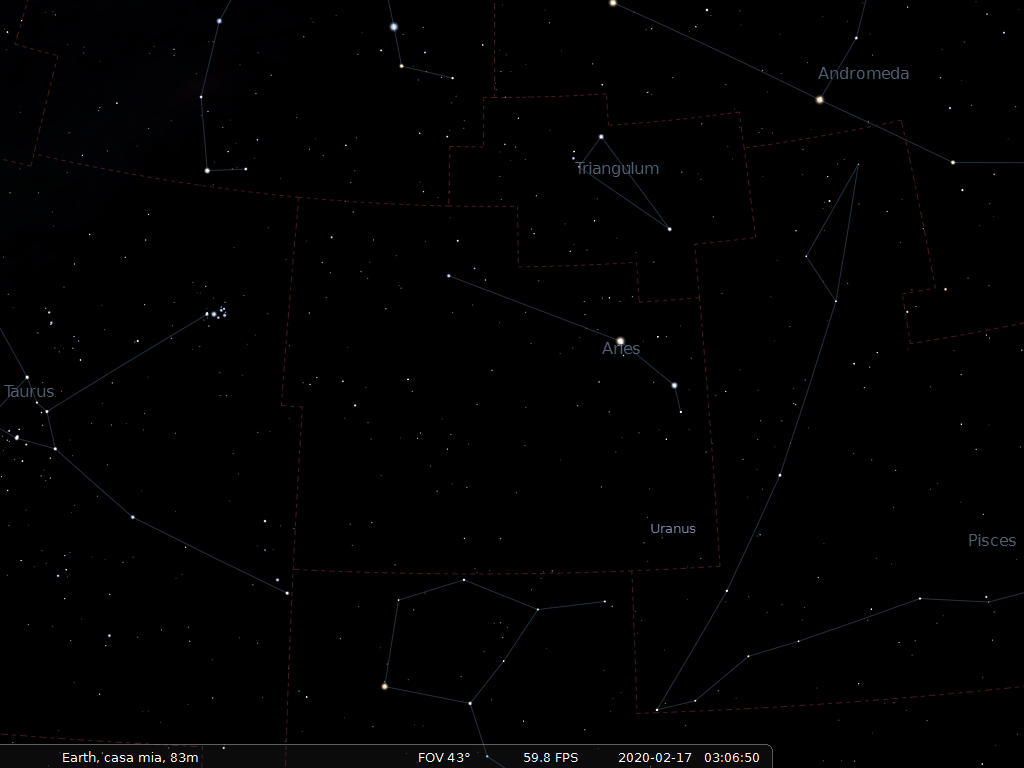 Andromeda
Triangulum
Aries
Taurus
Uranus
Pisces
Earth, casa mia, 83m FOV 43° 59.8 FPS 2020-02-17 03:06:50